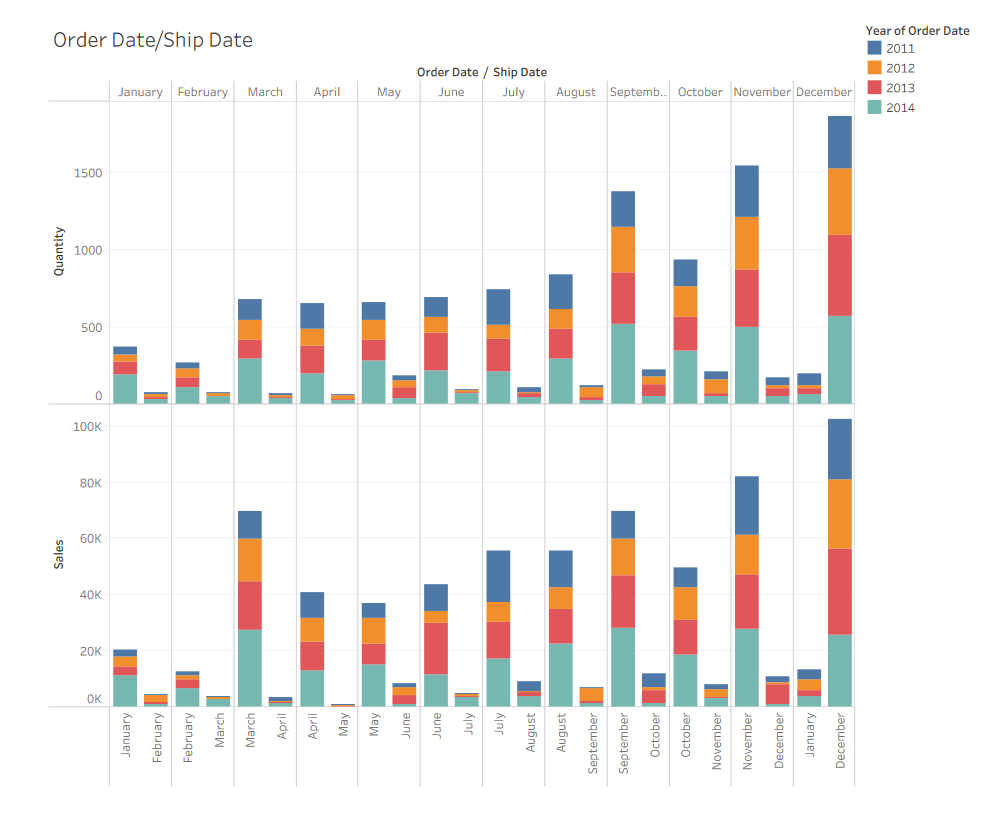 Order Date/Ship Date
Year of Order Date
2011
2012
2013
2014
Order Date / Ship Date
January February March April May June July August Septemb.. October November December
Quantity
1500
1000
500
0
Sales
100K
80K
60K
40K
20K
0K
January February February March March April April May May June June July July August August September September October October November November December January December